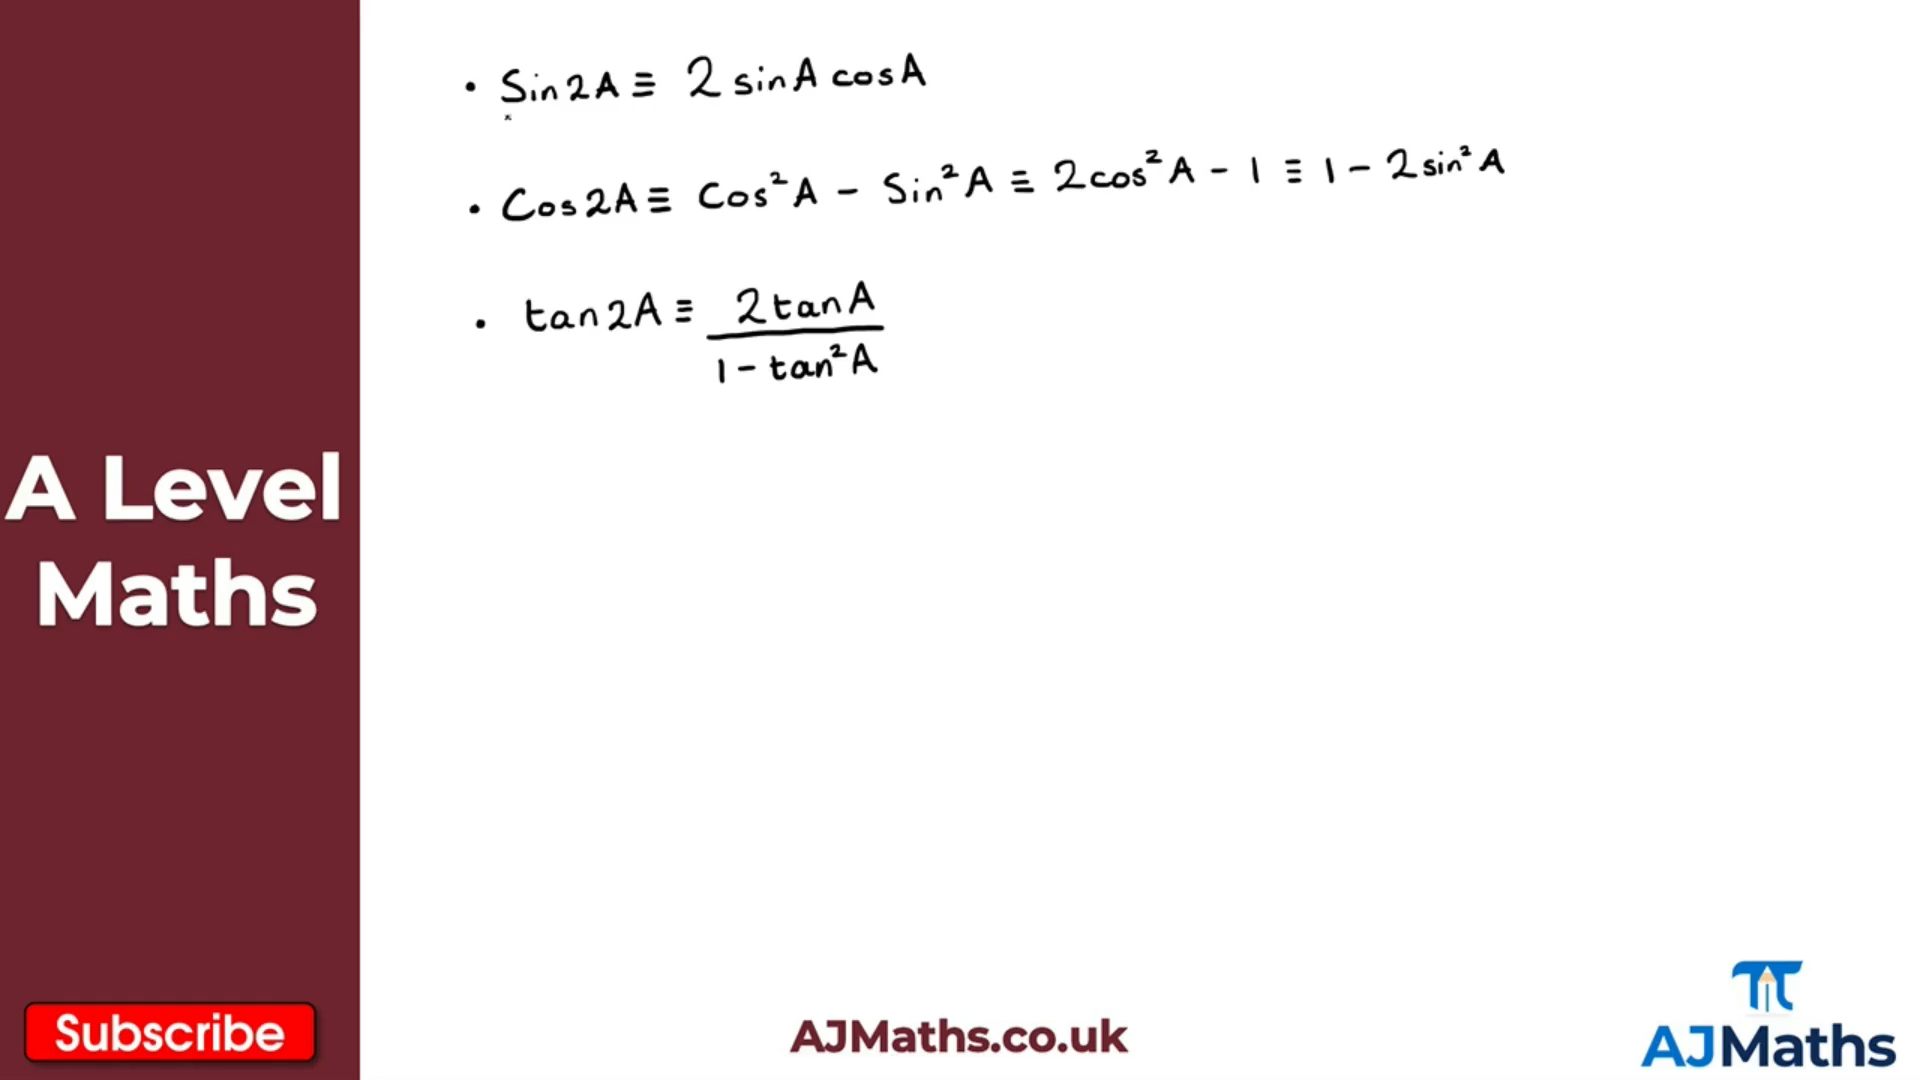 • Sin2A ≡ 2 sinA cosA
• Cos2A ≡ Cos²A - Sin²A ≡ 2cos²A - 1 ≡ 1 - 2sin²A
• tan2A ≡ 2tanA
1 - tan²A
A Level
Maths
Subscribe
AJMaths.co.uk
AJMaths